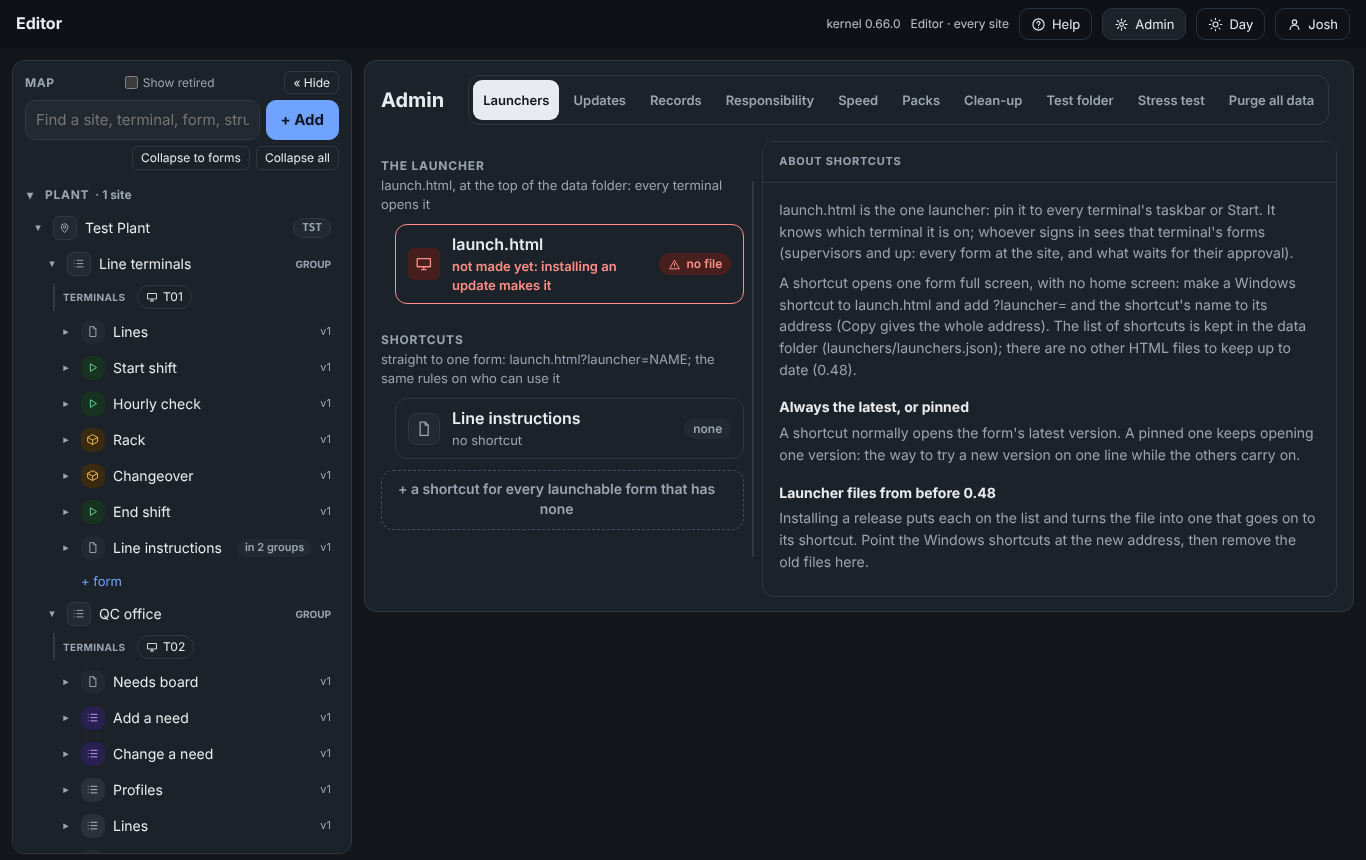 Editor
kernel 0.66.0 Editor · every site Help Admin Day Josh
MAP Show retired « Hide
Find a site, terminal, form, stru + Add
Collapse to forms Collapse all
PLANT · 1 site
Test Plant TST
Line terminals GROUP
TERMINALS T01
Lines v1
Start shift v1
Hourly check v1
Rack v1
Changeover v1
End shift v1
Line instructions in 2 groups v1
+ form
QC office GROUP
TERMINALS T02
Needs board v1
Add a need v1
Change a need v1
Profiles v1
Lines v1
Admin Launchers Updates Records Responsibility Speed Packs Clean-up Test folder Stress test Purge all data
THE LAUNCHER
launch.html, at the top of the data folder: every terminal
opens it
launch.html
not made yet: installing an
update makes it
no file
SHORTCUTS
straight to one form: launch.html?launcher=NAME; the
same rules on who can use it
Line instructions
no shortcut
none
+ a shortcut for every launchable form that has
none
ABOUT SHORTCUTS
launch.html is the one launcher: pin it to every terminal's taskbar or Start. It
knows which terminal it is on; whoever signs in sees that terminal's forms
(supervisors and up: every form at the site, and what waits for their approval).
A shortcut opens one form full screen, with no home screen: make a Windows
shortcut to launch.html and add ?launcher= and the shortcut's name to its
address (Copy gives the whole address). The list of shortcuts is kept in the data
folder (launchers/launchers.json); there are no other HTML files to keep up to
date (0.48).
Always the latest, or pinned
A shortcut normally opens the form's latest version. A pinned one keeps opening
one version: the way to try a new version on one line while the others carry on.
Launcher files from before 0.48
Installing a release puts each on the list and turns the file into one that goes on to
its shortcut. Point the Windows shortcuts at the new address, then remove the
old files here.